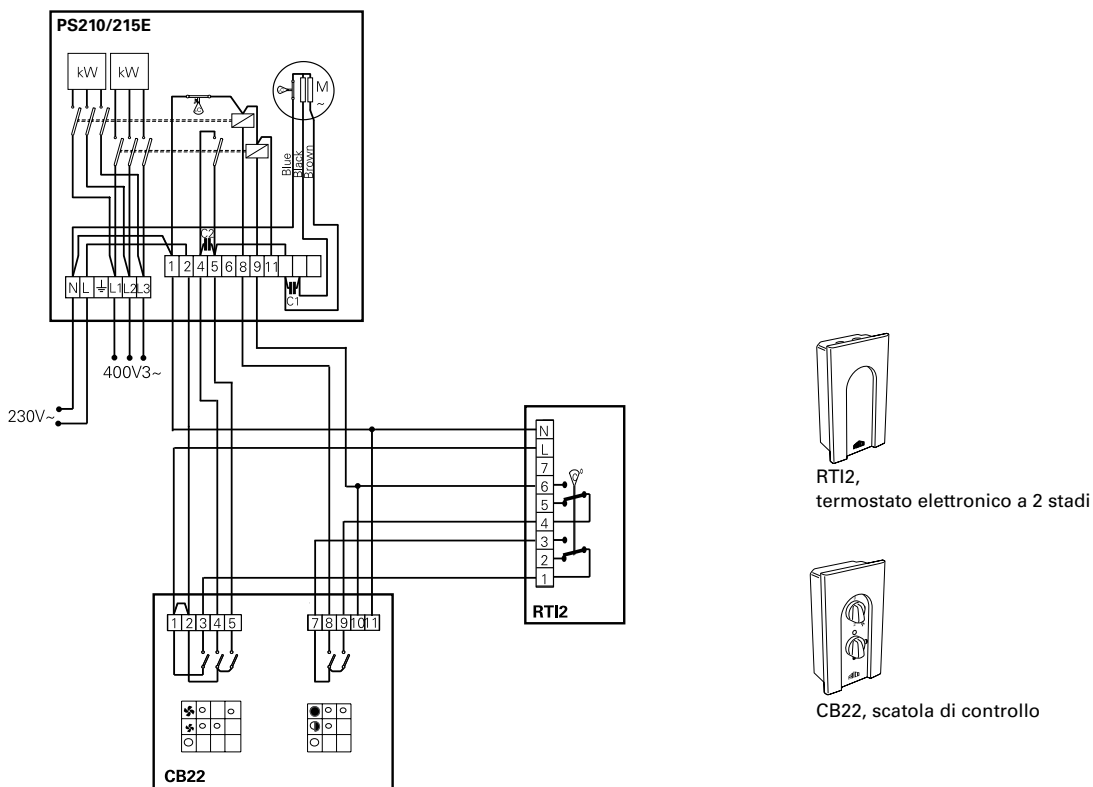 PS210/215E
kW kW
M
~
Blue
Black
Brown
C2
1 2 4 5 6 8 9 11
N L L1 L2 L3
C1
400V3~
230V~
N
L
7
6
5
4
3
2
1
RTI2
1 2 3 4 5
7 8 9 10 11
CB22
RTI2,
termostato elettronico a 2 stadi
CB22, scatola di controllo